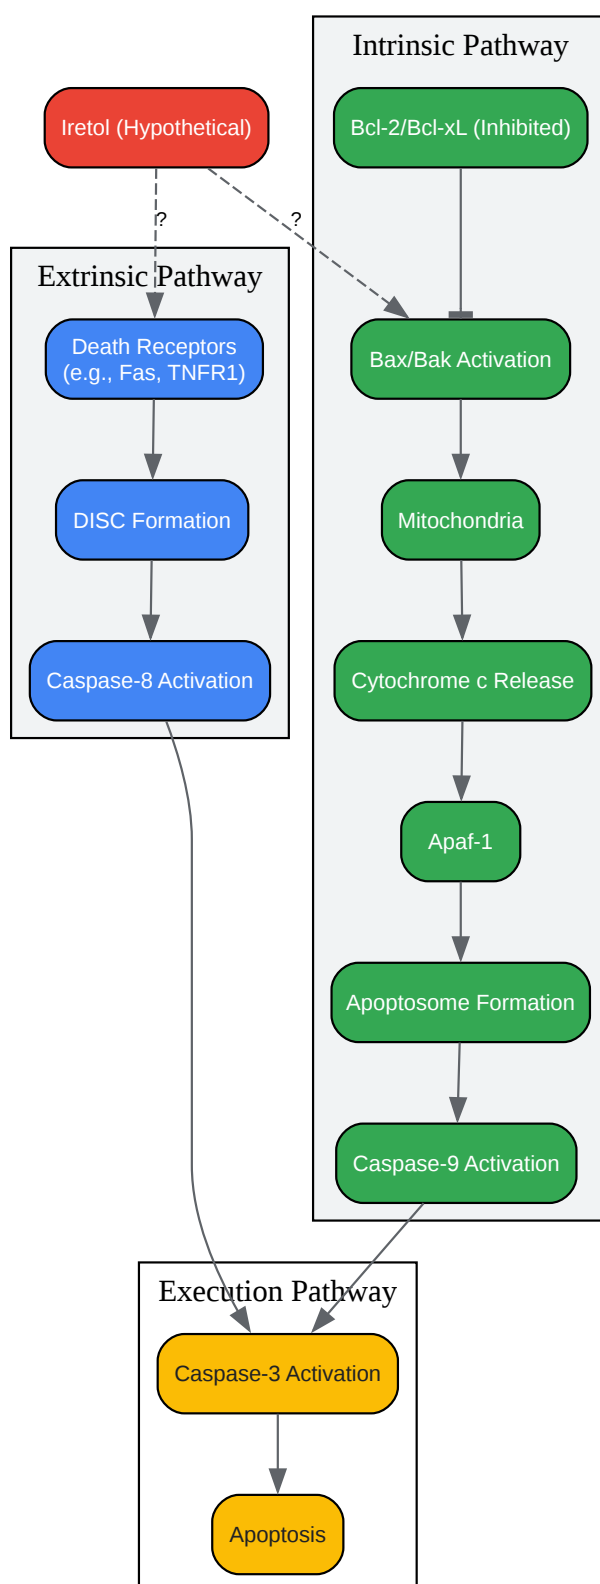 Intrinsic Pathway
Iretol (Hypothetical)
Bcl-2/Bcl-xL (Inhibited)
?
?
Extrinsic Pathway
Death Receptors
(e.g., Fas, TNFR1)
Bax/Bak Activation
DISC Formation
Mitochondria
Caspase-8 Activation
Cytochrome c Release
Apaf-1
Apoptosome Formation
Caspase-9 Activation
Execution Pathway
Caspase-3 Activation
Apoptosis